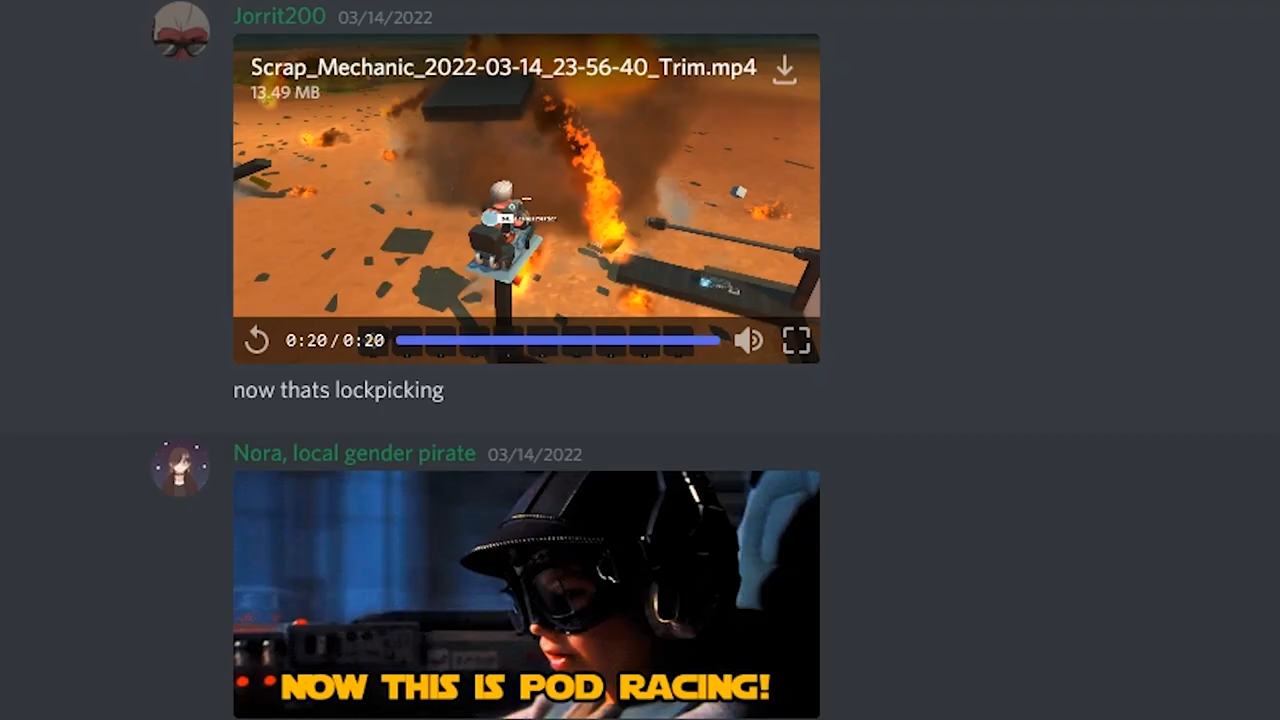 Jorrit200 03/14/2022
Scrap_Mechanic_2022-03-14_23-56-40_Trim.mp4
13.49 MB
0:20/0:20
now thats lockpicking
Nora, local gender pirate 03/14/2022
NOW THIS IS POD RACING!